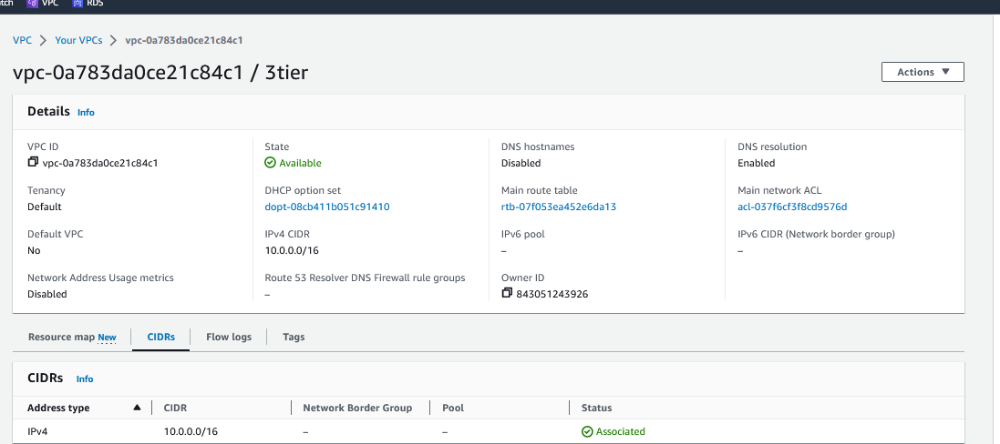 VPC RDS
VPC > Your VPCs > vpc-0a783da0ce21c84c1
vpc-0a783da0ce21c84c1 / 3tier
Actions ▼
Details Info
VPC ID State DNS hostnames DNS resolution
vpc-0a783da0ce21c84c1 Available Disabled Enabled
Tenancy DHCP option set Main route table Main network ACL
Default dopt-08cb411b051c91410 rtb-07f053ea452e6da13 acl-037f6cf3f8cd9576d
Default VPC IPv4 CIDR IPv6 pool IPv6 CIDR (Network border group)
No 10.0.0.0/16 – –
Network Address Usage metrics Route 53 Resolver DNS Firewall rule groups Owner ID
Disabled – 843051243926
Resource map New CIDRs Flow logs Tags
CIDRs Info
Address type ▲ CIDR Network Border Group Pool Status
IPv4 10.0.0.0/16 – – Associated